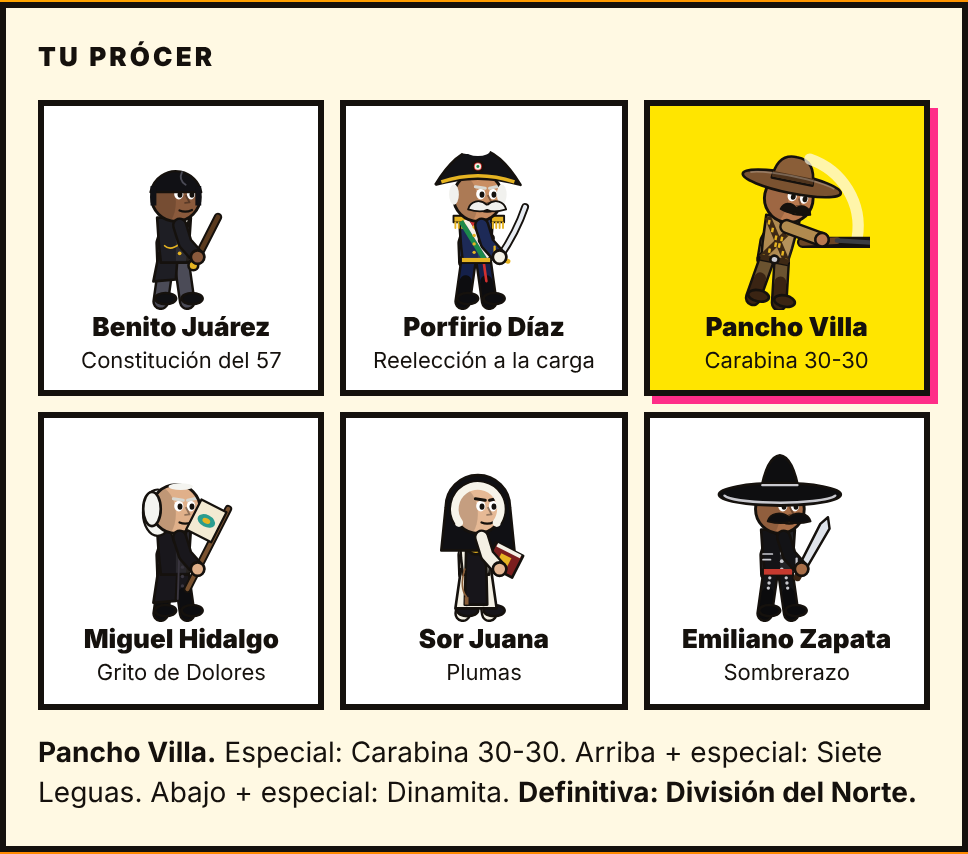 TU PRÓCER
Benito Juárez
Constitución del 57
Porfirio Díaz
Reelección a la carga
Pancho Villa
Carabina 30-30
Miguel Hidalgo
Grito de Dolores
Sor Juana
Plumas
Emiliano Zapata
Sombrerazo
Pancho Villa. Especial: Carabina 30-30. Arriba + especial: Siete
Leguas. Abajo + especial: Dinamita. Definitiva: División del Norte.